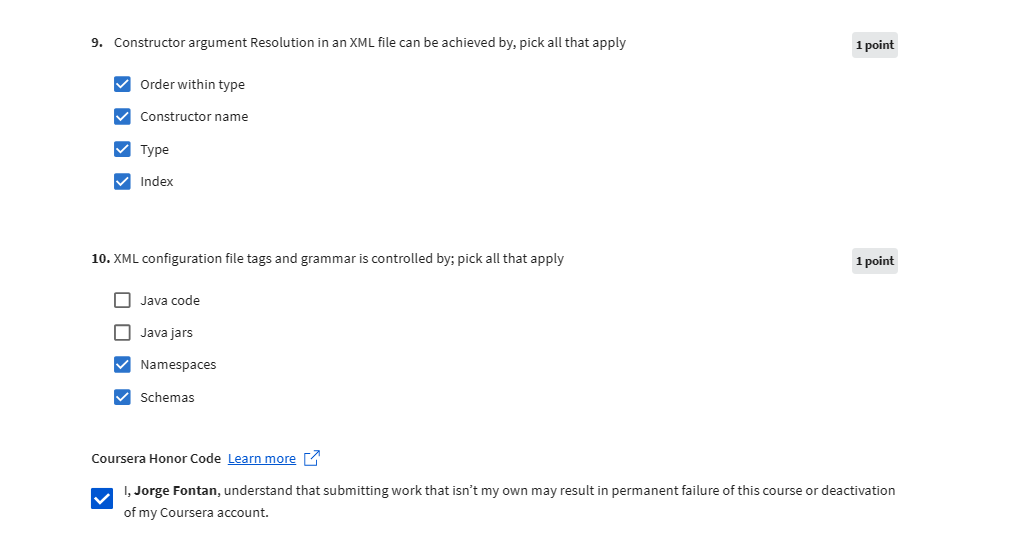 9. Constructor argument Resolution in an XML file can be achieved by, pick all that apply
1 point
Order within type
Constructor name
Type
Index
10. XML configuration file tags and grammar is controlled by; pick all that apply
1 point
Java code
Java jars
Namespaces
Schemas
Coursera Honor Code Learn more
I, Jorge Fontan, understand that submitting work that isn’t my own may result in permanent failure of this course or deactivation
of my Coursera account.